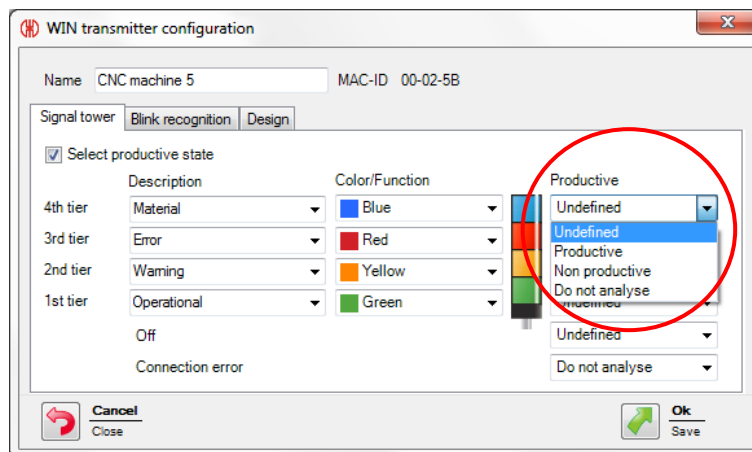 WIN transmitter configuration
Name CNC machine 5 MAC-ID 00-02-5B
Signal tower Blink recognition Design
Select productive state
Description Color/Function Productive
4th tier Material Blue Undefined
Undefined
3rd tier Error Red
Productive
2nd tier Warning Yellow Non productive
Do not analyse
1st tier Operational Green Undefined
Off Undefined
Connection error Do not analyse
Cancel Ok
Close Save